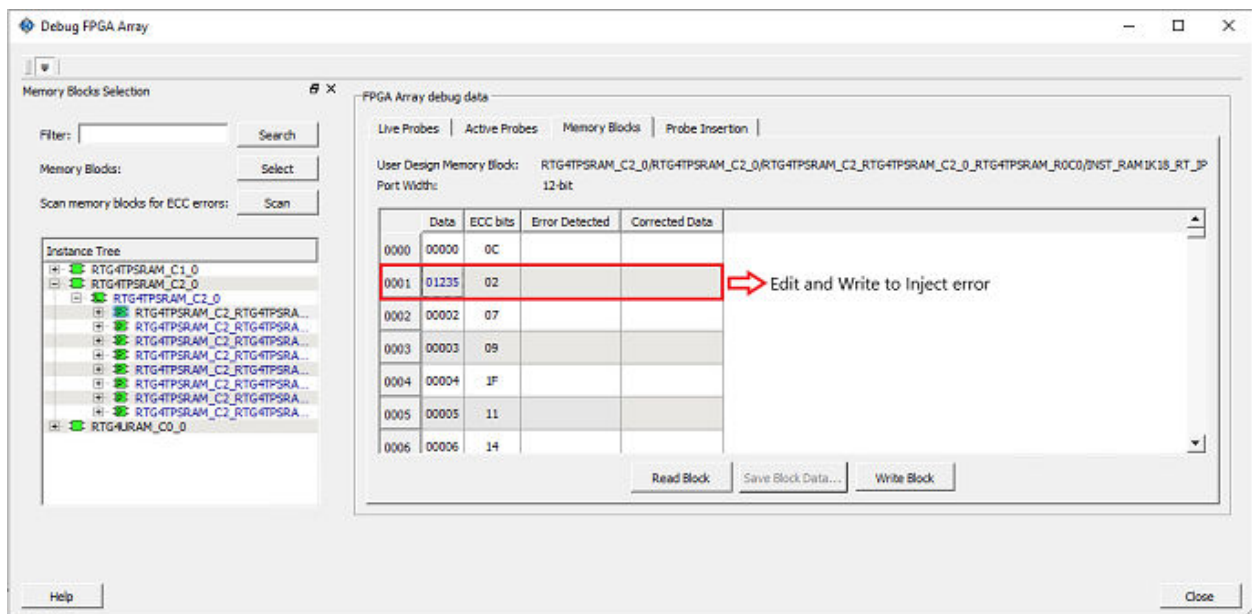 Debug FPGA Array
Memory Blocks Selection
Filter: Search
Memory Blocks: Select
Scan memory blocks for ECC errors: Scan
Instance Tree
RTG4TPSRAM_C1_0
RTG4TPSRAM_C2_0
RTG4TPSRAM_C2_0
RTG4TPSRAM_C2_RTG4TPSRA...
RTG4TPSRAM_C2_RTG4TPSRA...
RTG4TPSRAM_C2_RTG4TPSRA...
RTG4TPSRAM_C2_RTG4TPSRA...
RTG4TPSRAM_C2_RTG4TPSRA...
RTG4TPSRAM_C2_RTG4TPSRA...
RTG4TPSRAM_C2_RTG4TPSRA...
RTG4TPSRAM_C2_RTG4TPSRA...
RTG4URAM_C0_0
FPGA Array debug data
Live Probes Active Probes Memory Blocks Probe Insertion
User Design Memory Block: RTG4TPSRAM_C2_0/RTG4TPSRAM_C2_0/RTG4TPSRAM_C2_RTG4TPSRAM_C2_0_RTG4TPSRAM_R0C0/INST_RAM1K18_RT_IP
Port Width: 12-bit
Data ECC bits Error Detected Corrected Data
0000 00000 0C
0001 01235 02 Edit and Write to Inject error
0002 00002 07
0003 00003 09
0004 00004 1F
0005 00005 11
0006 00006 14
Read Block Save Block Data... Write Block
Help Close